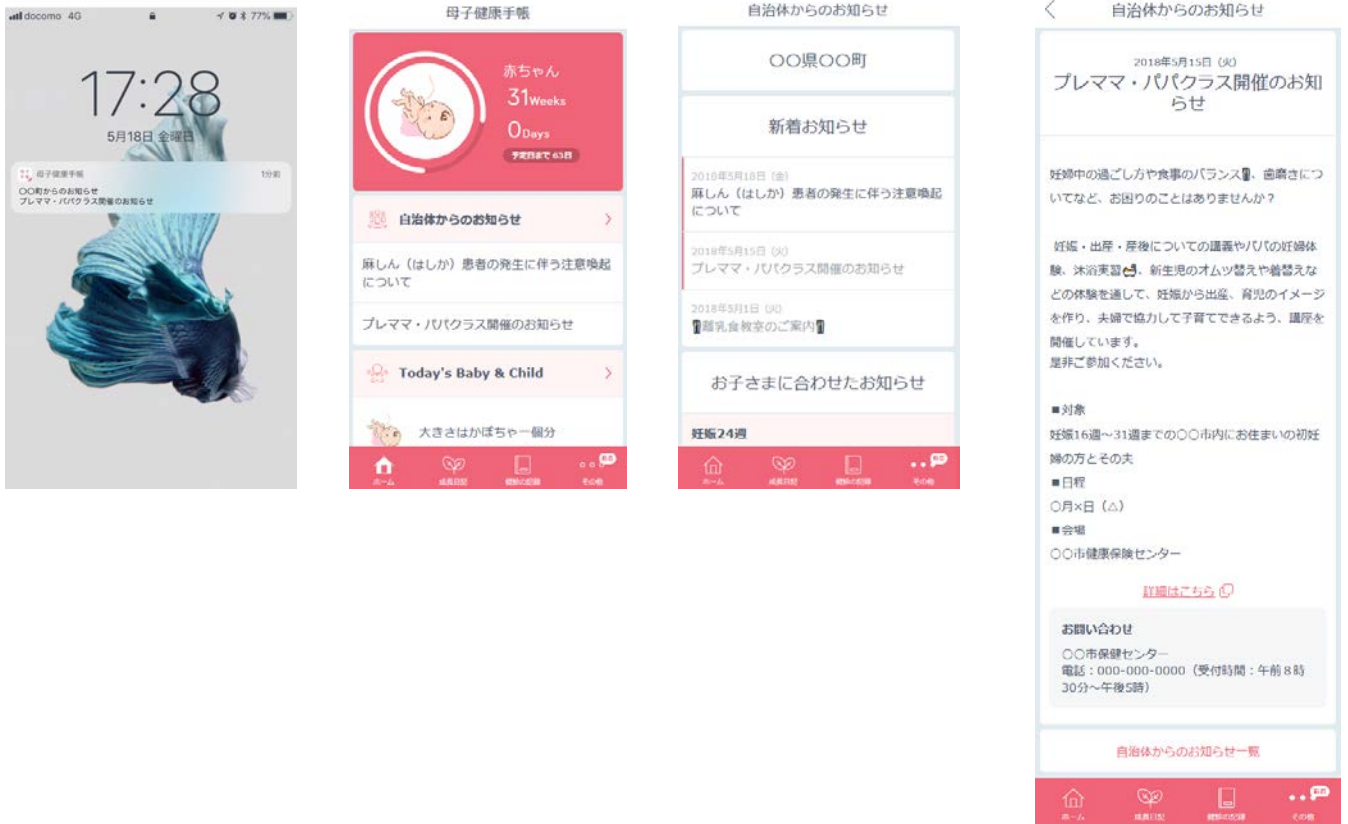 docomo 4G
77%
17:28
5月18日 金曜日
母子健康手帳
1分前
〇〇町からのお知らせ
プレママ・パパクラス開催のお知らせ
母子健康手帳
赤ちゃん
31Weeks
0Days
予定日まで 63日
自治体からのお知らせ
麻しん（はしか）患者の発生に伴う注意喚起
について
プレママ・パパクラス開催のお知らせ
Today's Baby & Child
大きさはかぼちゃ一個分
ホーム
成長日記
健診の記録
その他
自治体からのお知らせ
〇〇県〇〇町
新着お知らせ
2018年5月18日（金）
麻しん（はしか）患者の発生に伴う注意喚起
について
2018年5月15日（火）
プレママ・パパクラス開催のお知らせ
2018年5月1日（火）
離乳食教室のご案内
お子さまに合わせたお知らせ
妊娠24週
ホーム
成長日記
健診の記録
その他
自治体からのお知らせ
2018年5月15日（火）
プレママ・パパクラス開催のお知
らせ
妊婦中の過ごし方や食事のバランス、歯磨きにつ
いてなど、お困りのことはありませんか？
妊娠・出産・産後についての講義やパパの妊婦体
験、沐浴実習、新生児のオムツ替えや着替えな
どの体験を通して、妊娠から出産、育児のイメージ
を作り、夫婦で協力して子育てできるよう、講座を
開催しています。
是非ご参加ください。
■対象
妊娠16週～31週までの〇〇市内にお住まいの初妊
婦の方とその夫
■日程
〇月×日（△）
■会場
〇〇市健康保険センター
詳細はこちら
お問い合わせ
〇〇市保健センター
電話：000-000-0000（受付時間：午前８時
30分～午後5時）
自治体からのお知らせ一覧
ホーム
成長日記
健診の記録
その他